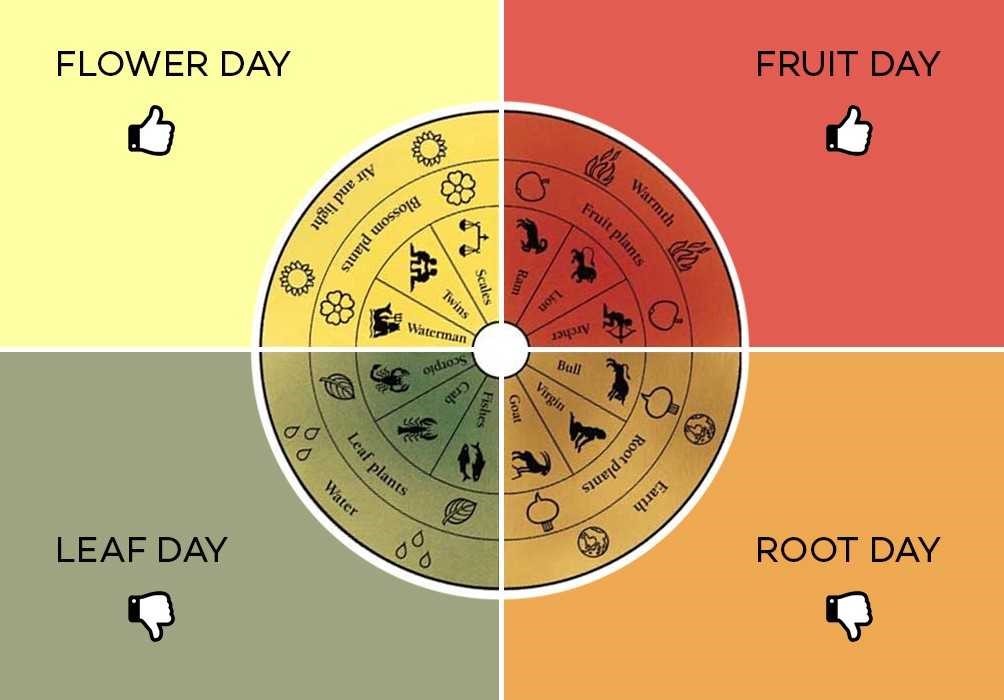 FLOWER DAY
FRUIT DAY
Air and light
Blossom plants
Scales
Twins
Waterman
Warmth
Fruit plants
Ram
Lion
Archer
Scorpio
Crab
Fishes
Leaf plants
Water
Bull
Virgin
Goat
Root plants
Earth
LEAF DAY
ROOT DAY